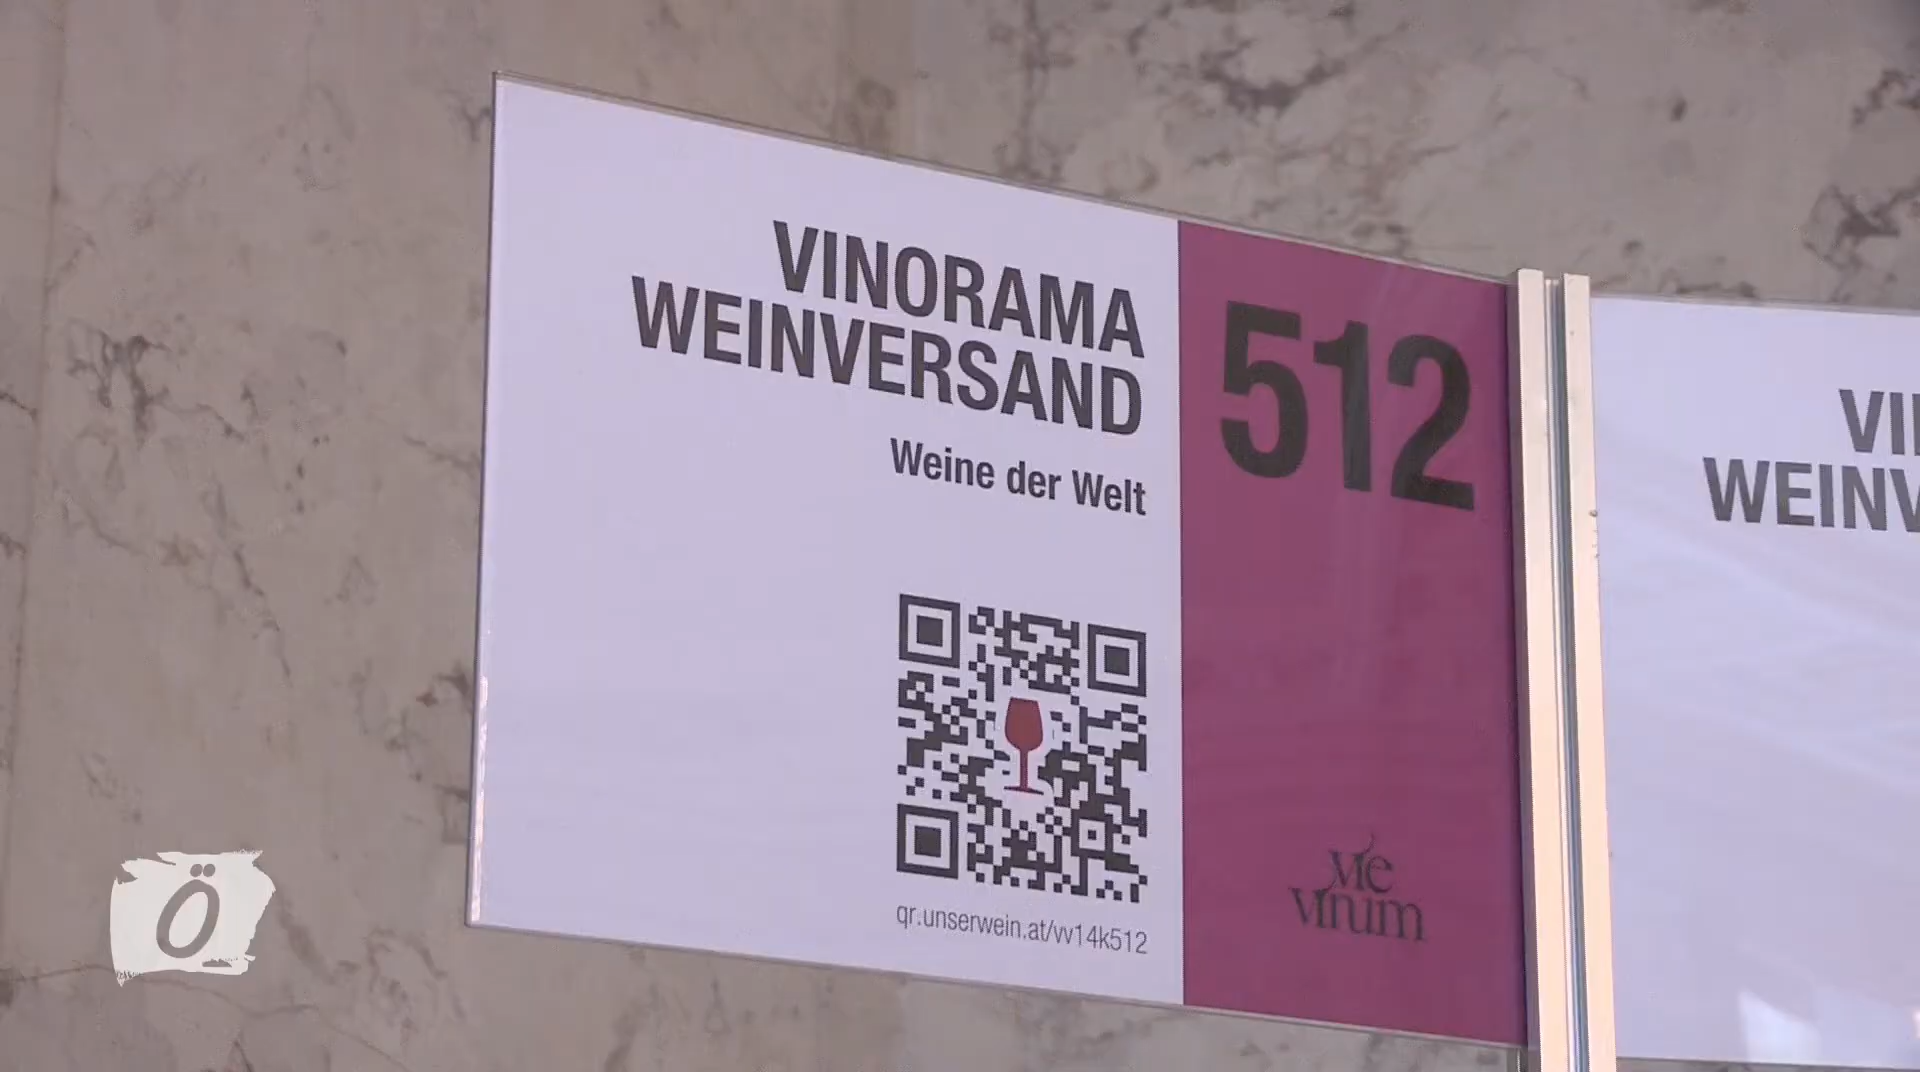 VINORAMA
WEINVERSAND
Weine der Welt
qr.unserwein.at/vv14k512
512
vie
vinum
VI
WEINV
Ö